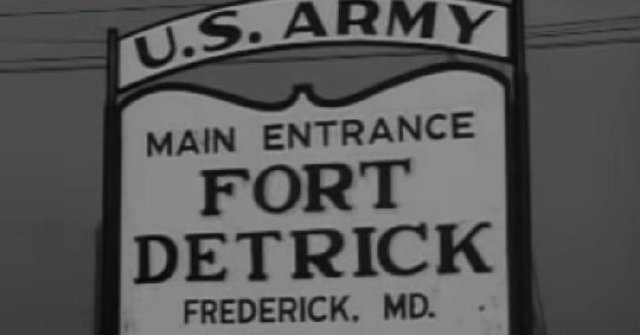 U.S. ARMY
MAIN ENTRANCE
FORT
DETRICK
FREDERICK. MD.